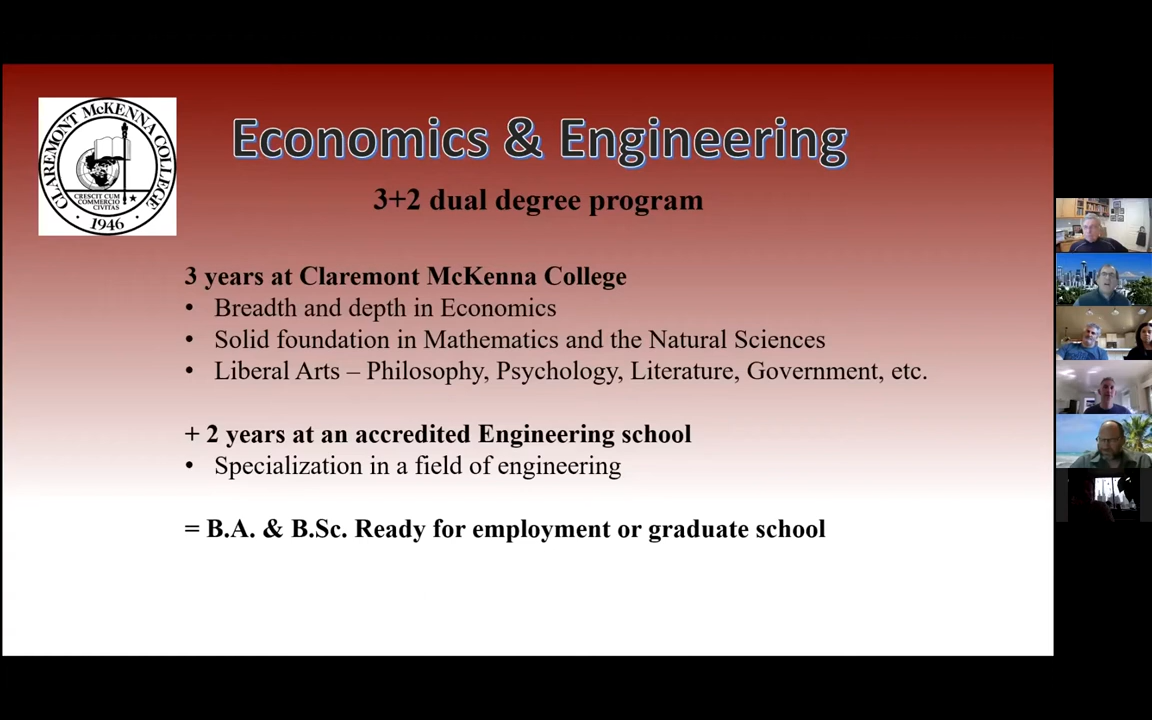 CLAREMONT McKENNA COLLEGE
CRESCIT CUM
COMMERCIO
CIVITAS
1946
Economics & Engineering
3+2 dual degree program
3 years at Claremont McKenna College
• Breadth and depth in Economics
• Solid foundation in Mathematics and the Natural Sciences
• Liberal Arts – Philosophy, Psychology, Literature, Government, etc.
+ 2 years at an accredited Engineering school
• Specialization in a field of engineering
= B.A. & B.Sc. Ready for employment or graduate school